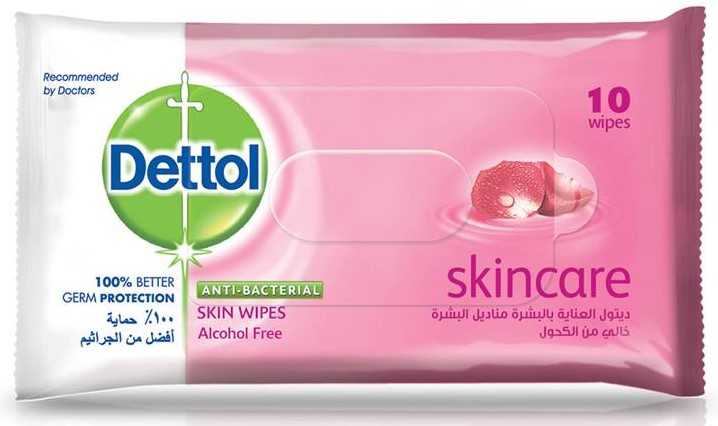 Recommended
by Doctors
Dettol
100% BETTER
GERM PROTECTION
١٠٠٪ حماية
أفضل من الجراثيم
ANTI-BACTERIAL
SKIN WIPES
Alcohol Free
10
wipes
skincare
ديتول العناية بالبشرة مناديل البشرة
خالي من الكحول